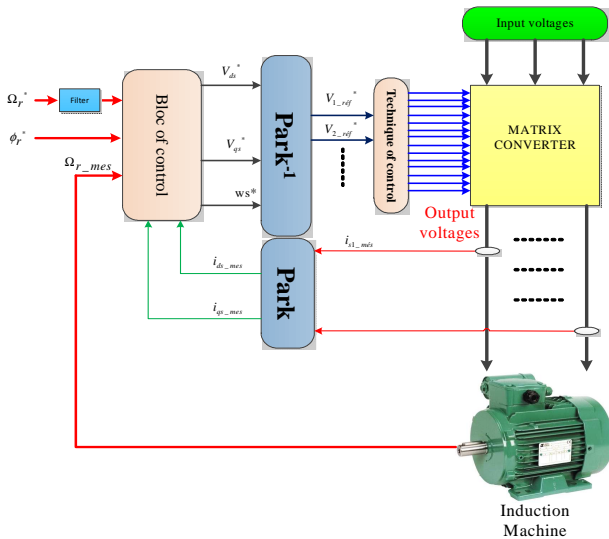 Input voltages
Ωr*
Filter
ϕr*
Ωr_mes
Bloc of control
Vds*
Vqs*
ws*
Park-1
V1_réf*
V2_réf*
Technique of control
MATRIX
CONVERTER
Output
voltages
ids_mes
iqs_mes
Park
is1_més
Induction
Machine